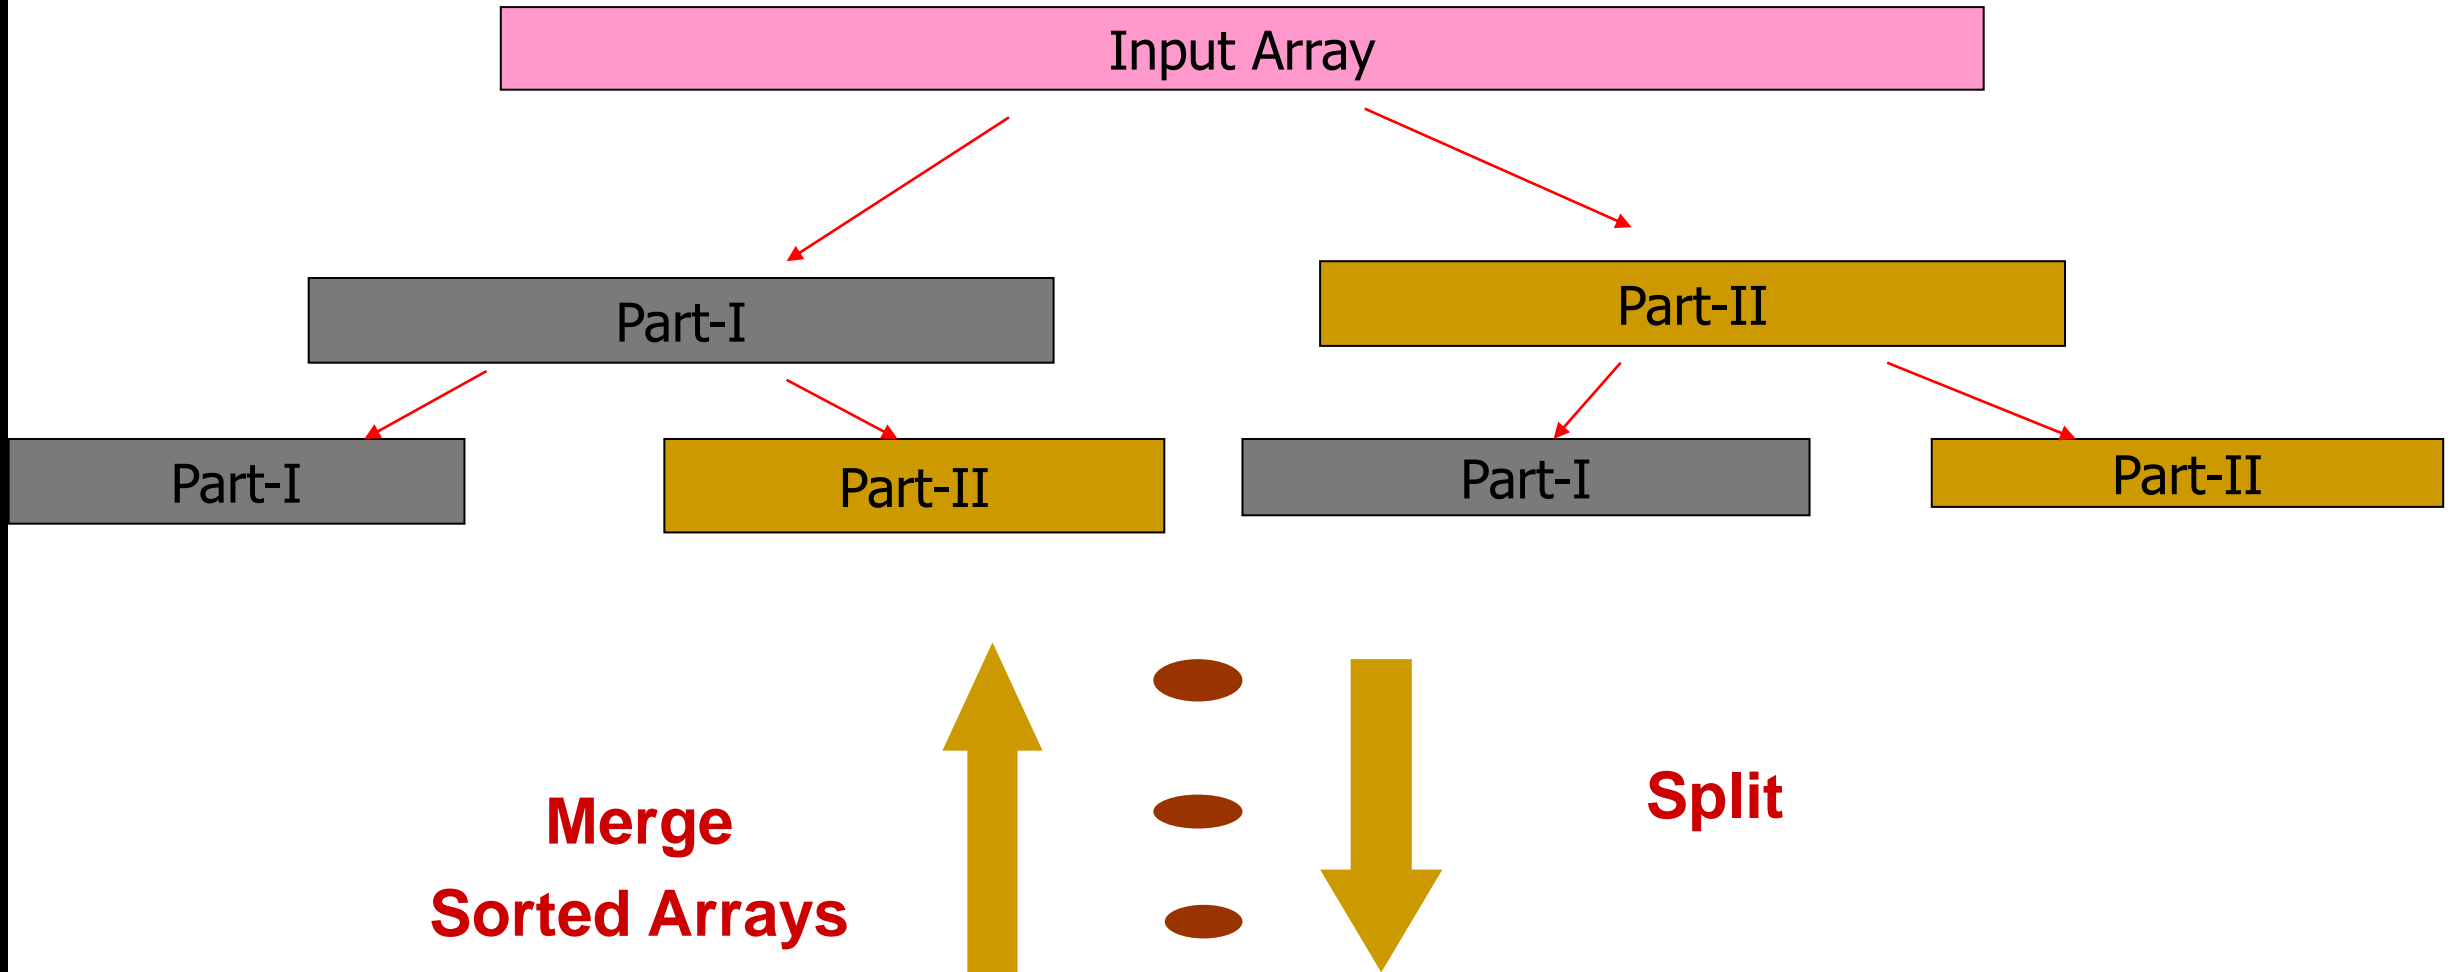 Input Array
Part-I
Part-II
Part-I
Part-II
Part-I
Part-II
Merge
Sorted Arrays
Split